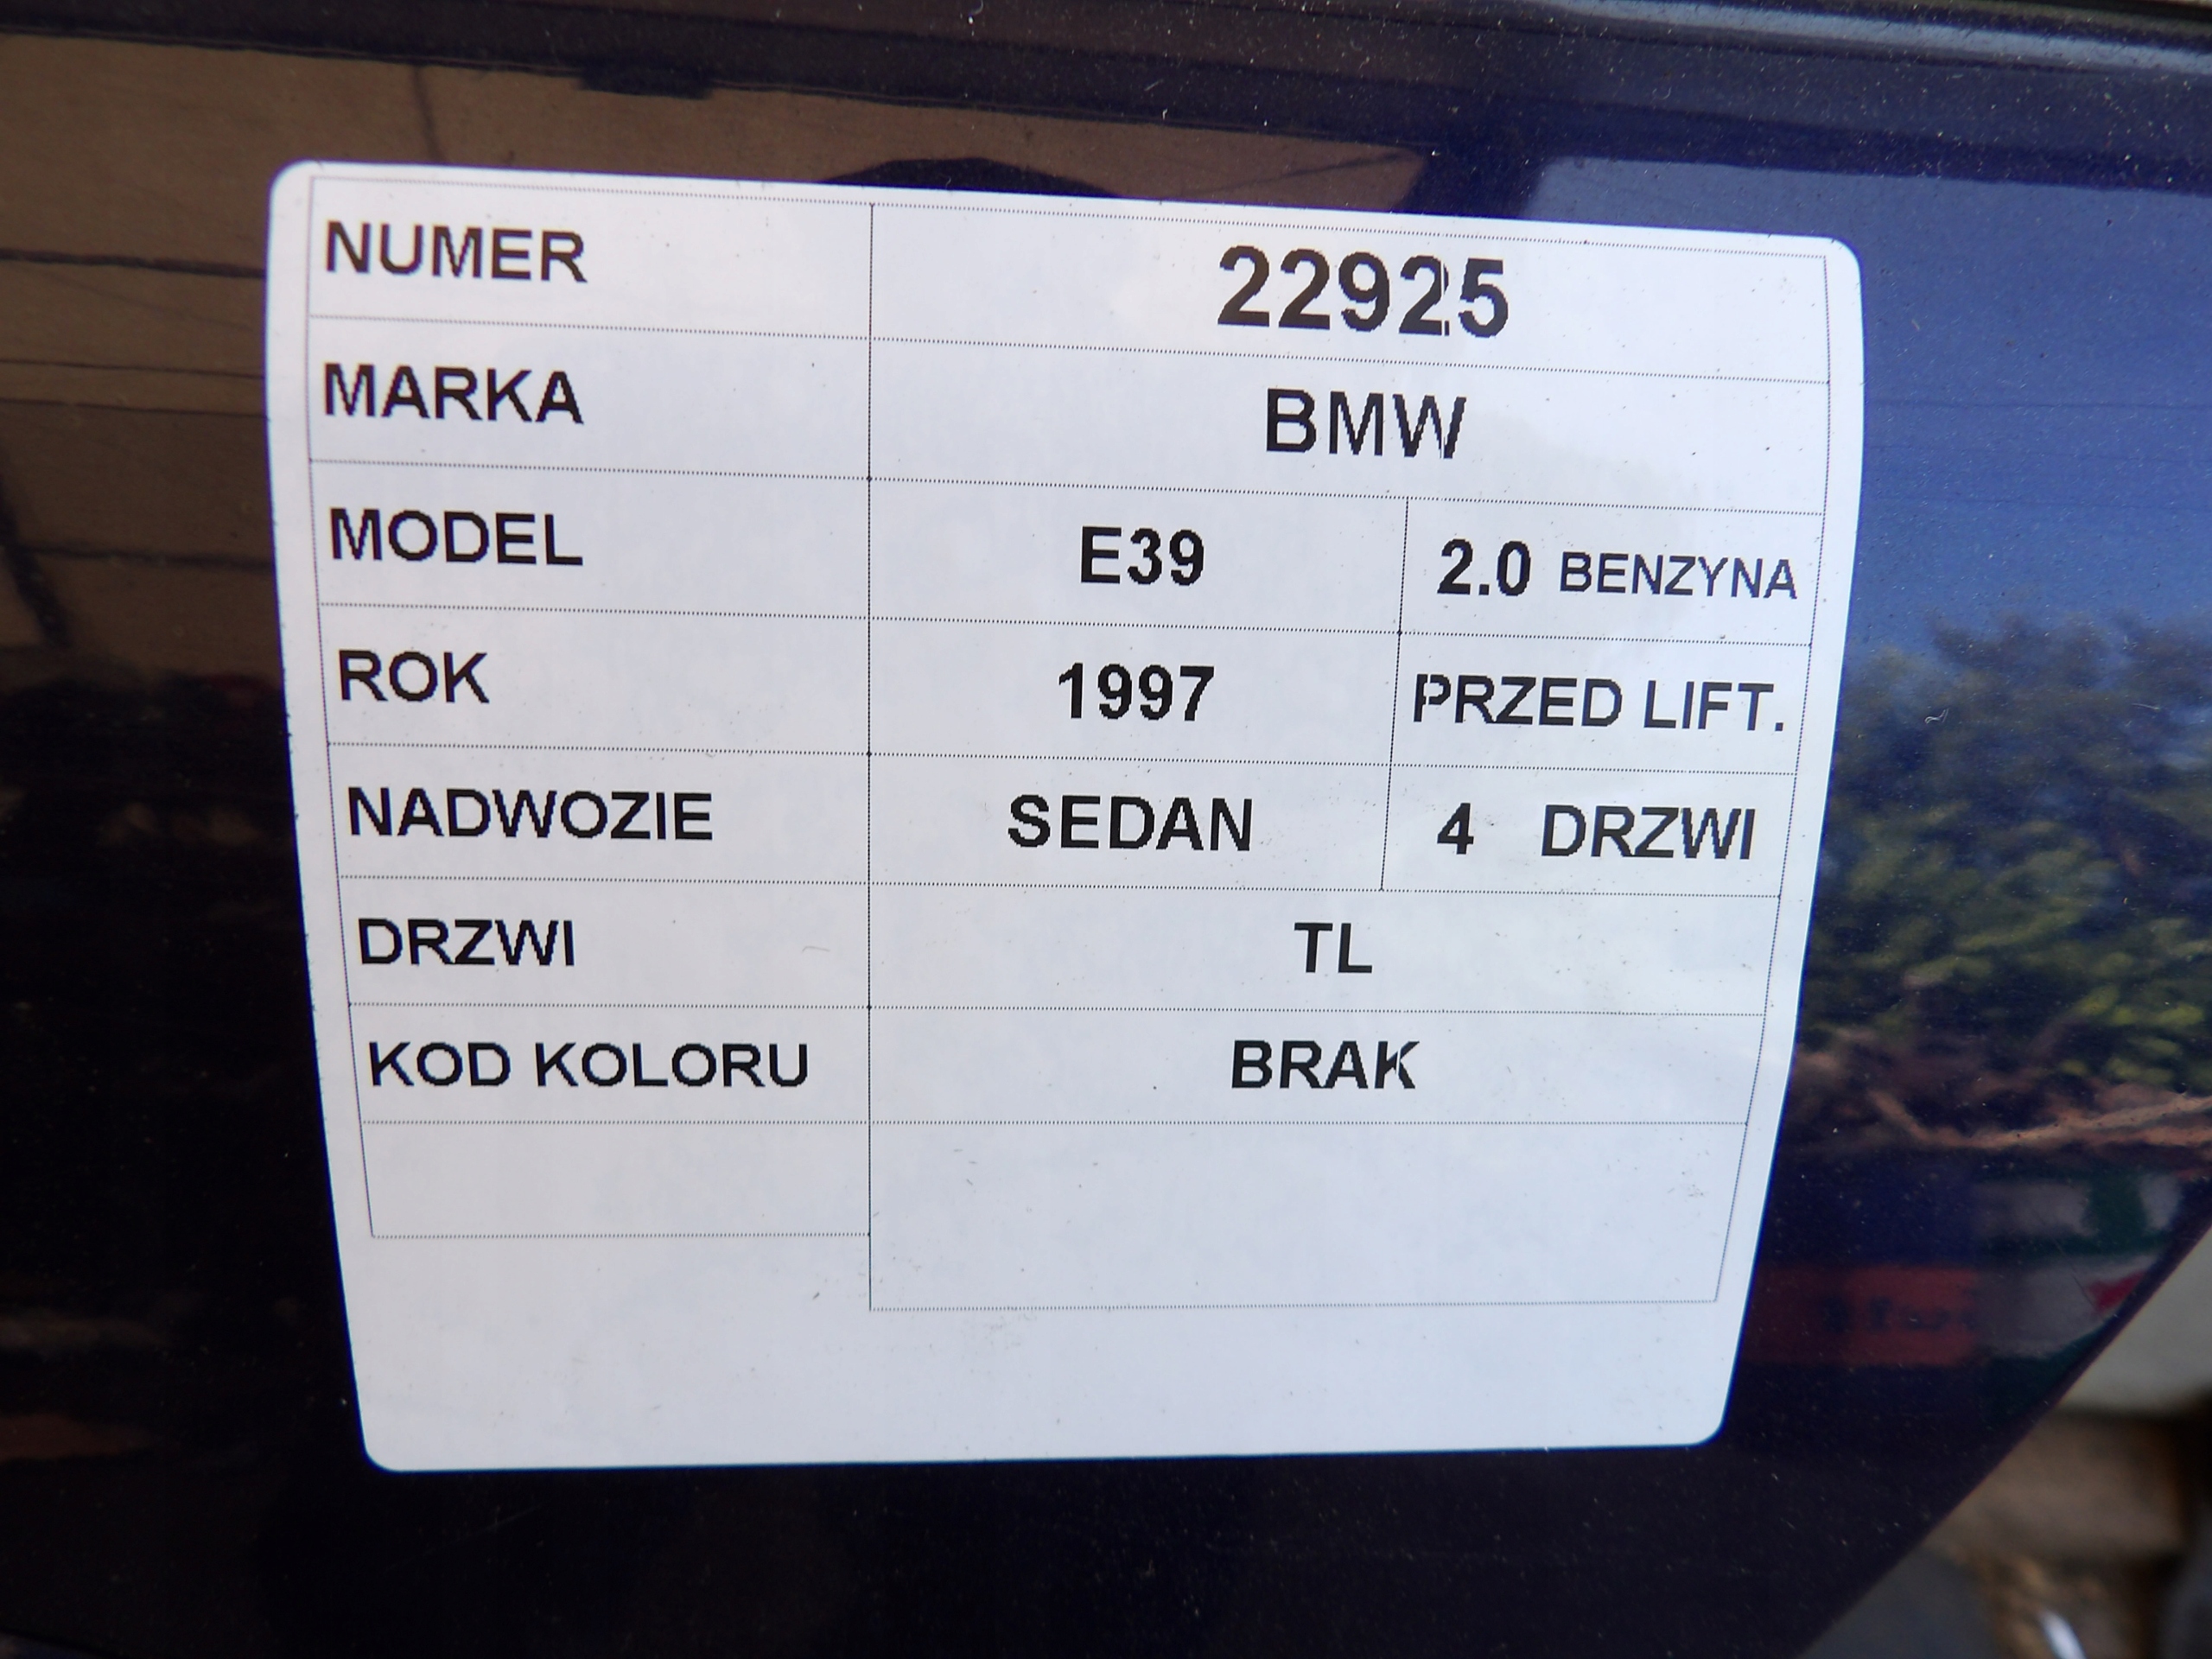 NUMER 22925
MARKA BMW
MODEL E39 2.0 BENZYNA
ROK 1997 PRZED LIFT.
NADWOZIE SEDAN 4 DRZWI
DRZWI TL
KOD KOLORU BRAK